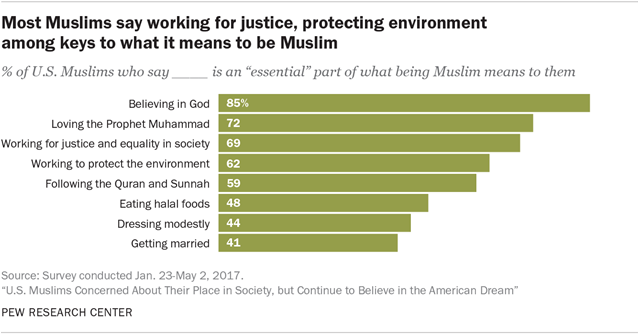 Most Muslims say working for justice, protecting environment
among keys to what it means to be Muslim
% of U.S. Muslims who say _____ is an “essential” part of what being Muslim means to them
Believing in God 85%
Loving the Prophet Muhammad 72
Working for justice and equality in society 69
Working to protect the environment 62
Following the Quran and Sunnah 59
Eating halal foods 48
Dressing modestly 44
Getting married 41
Source: Survey conducted Jan. 23-May 2, 2017.
“U.S. Muslims Concerned About Their Place in Society, but Continue to Believe in the American Dream”
PEW RESEARCH CENTER